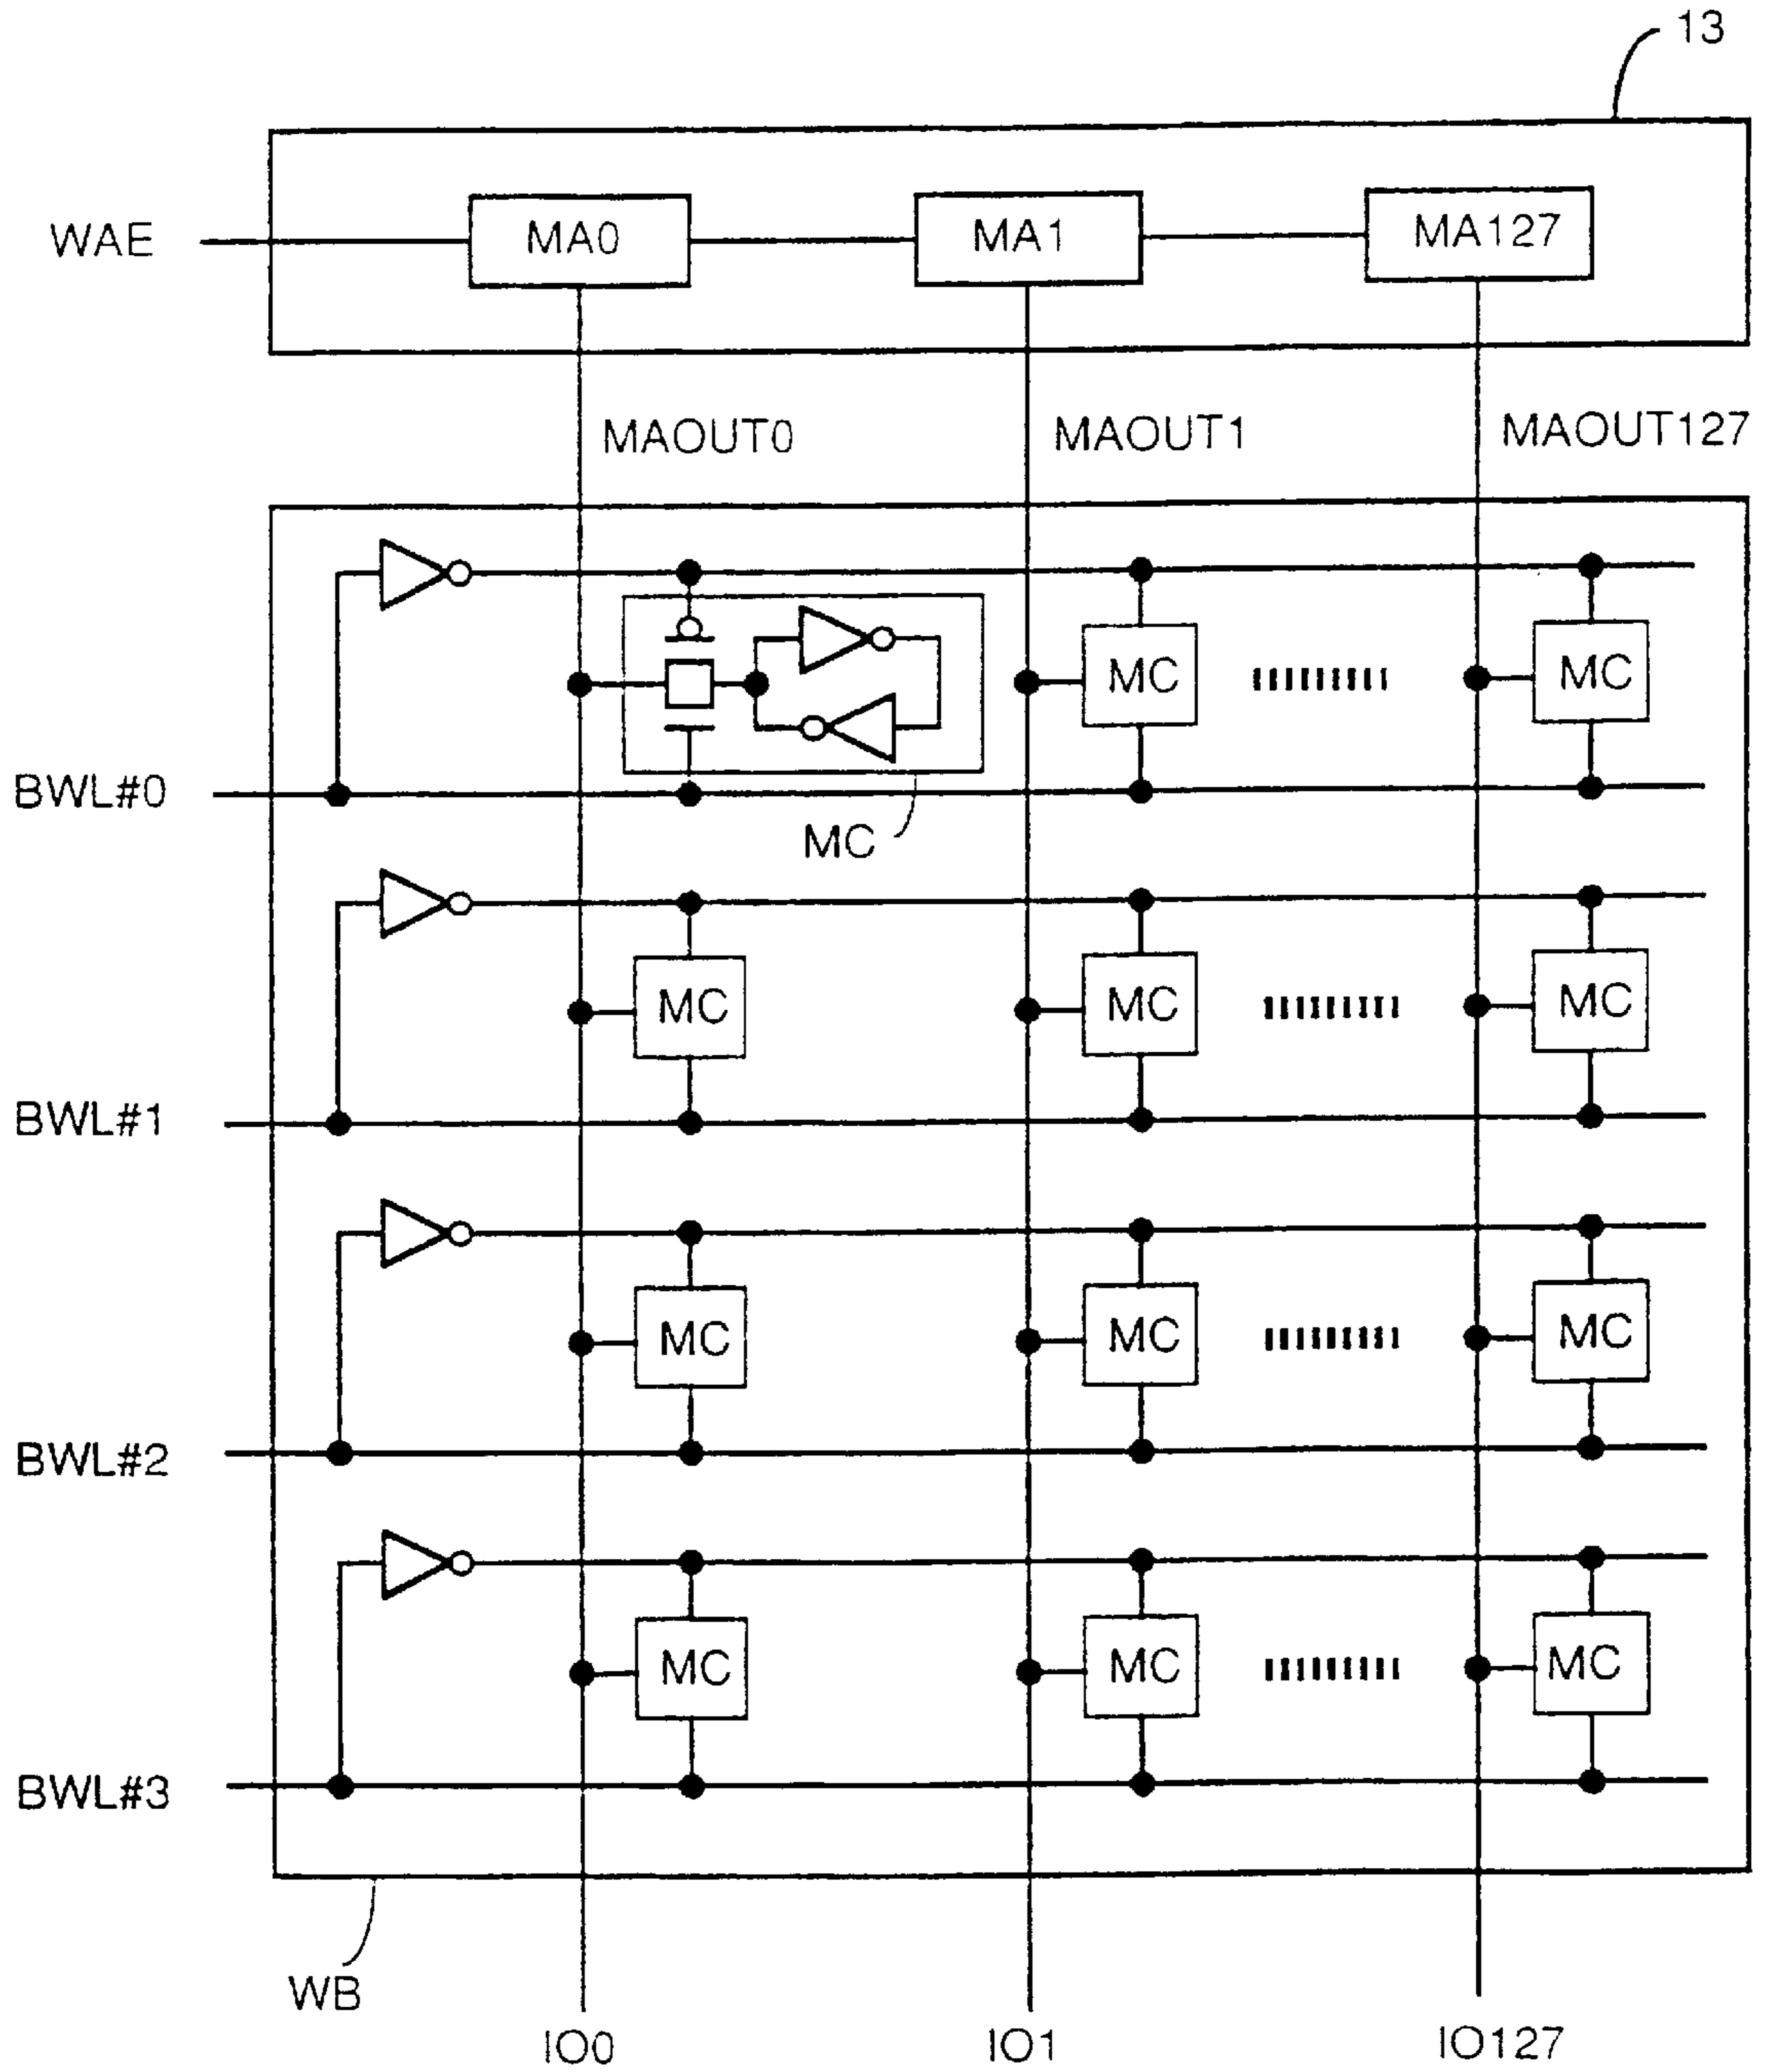 13
WAE MA0 MA1 MA127
MAOUT0 MAOUT1 MAOUT127
MC MC
BWL#0
MC
MC MC MC
BWL#1
MC MC MC
BWL#2
MC MC MC
BWL#3
WB
IO0 IO1 IO127